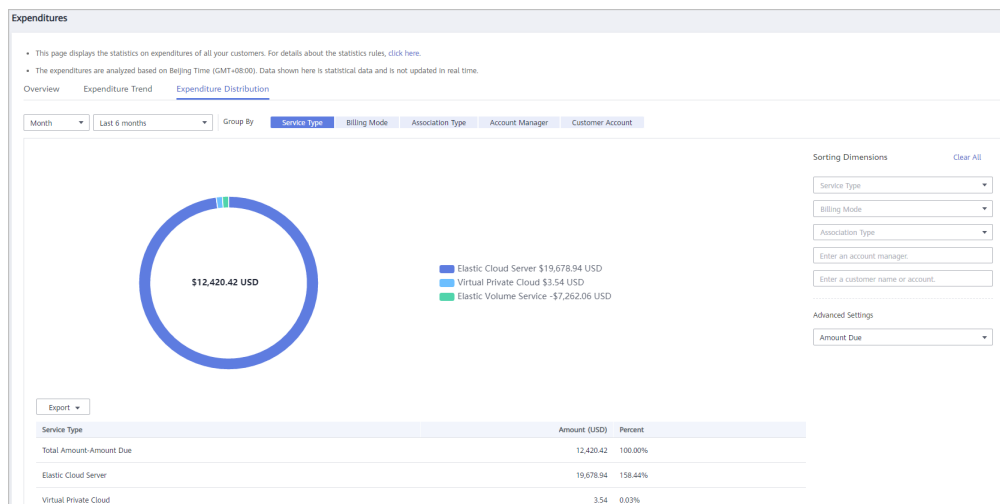 Expenditures
This page displays the statistics on expenditures of all your customers. For details about the statistics rules, click here.
The expenditures are analyzed based on Beijing Time (GMT+08:00). Data shown here is statistical data and is not updated in real time.
Overview Expenditure Trend Expenditure Distribution
Month Last 6 months Group By Service Type Billing Mode Association Type Account Manager Customer Account
Sorting Dimensions Clear All
Service Type
Billing Mode
Association Type
Enter an account manager.
Enter a customer name or account.
Advanced Settings
Amount Due
$12,420.42 USD
Elastic Cloud Server $19,678.94 USD
Virtual Private Cloud $3.54 USD
Elastic Volume Service -$7,262.06 USD
Export
Service Type Amount (USD) Percent
Total Amount-Amount Due 12,420.42 100.00%
Elastic Cloud Server 19,678.94 158.44%
Virtual Private Cloud 3.54 0.03%